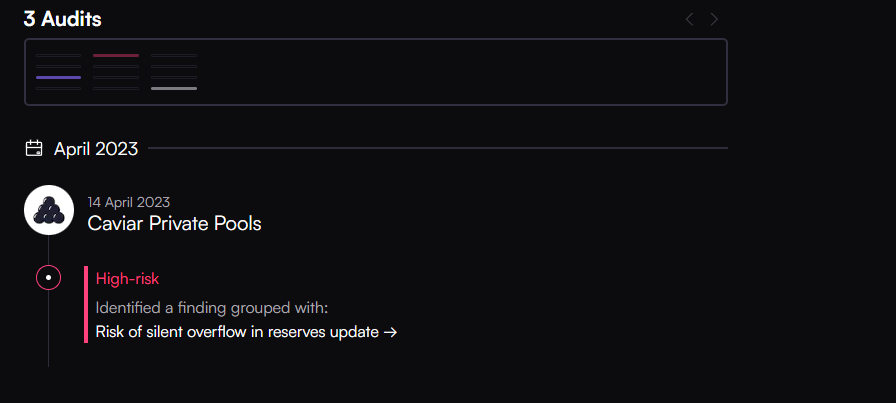 3 Audits
April 2023
14 April 2023
Caviar Private Pools
High-risk
Identified a finding grouped with:
Risk of silent overflow in reserves update →